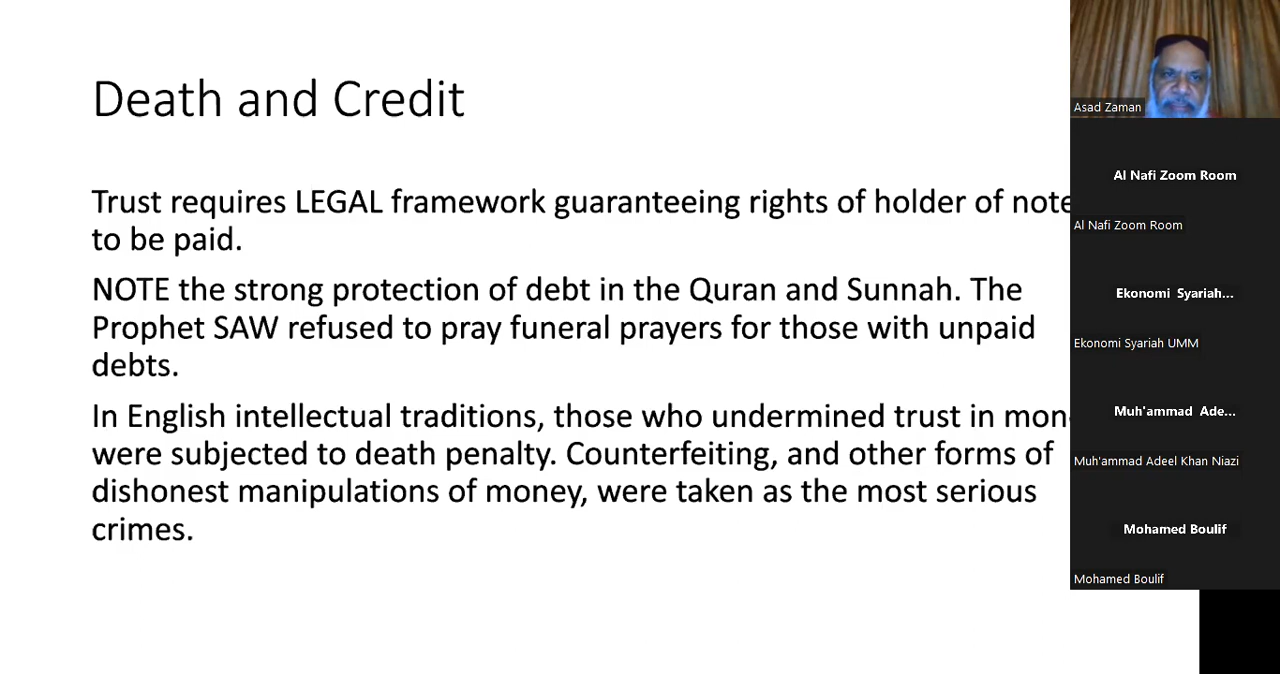 Death and Credit
Trust requires LEGAL framework guaranteeing rights of holder of note
to be paid.
NOTE the strong protection of debt in the Quran and Sunnah. The
Prophet SAW refused to pray funeral prayers for those with unpaid
debts.
In English intellectual traditions, those who undermined trust in
were subjected to death penalty. Counterfeiting, and other forms of
dishonest manipulations of money, were taken as the most serious
crimes.
Asad Zaman
Al Nafi Zoom Room
Al Nafi Zoom Room
Ekonomi Syariah...
Ekonomi Syariah UMM
Muh'ammad Ade...
Muh'ammad Adeel Khan Niazi
Mohamed Boulif
Mohamed Boulif